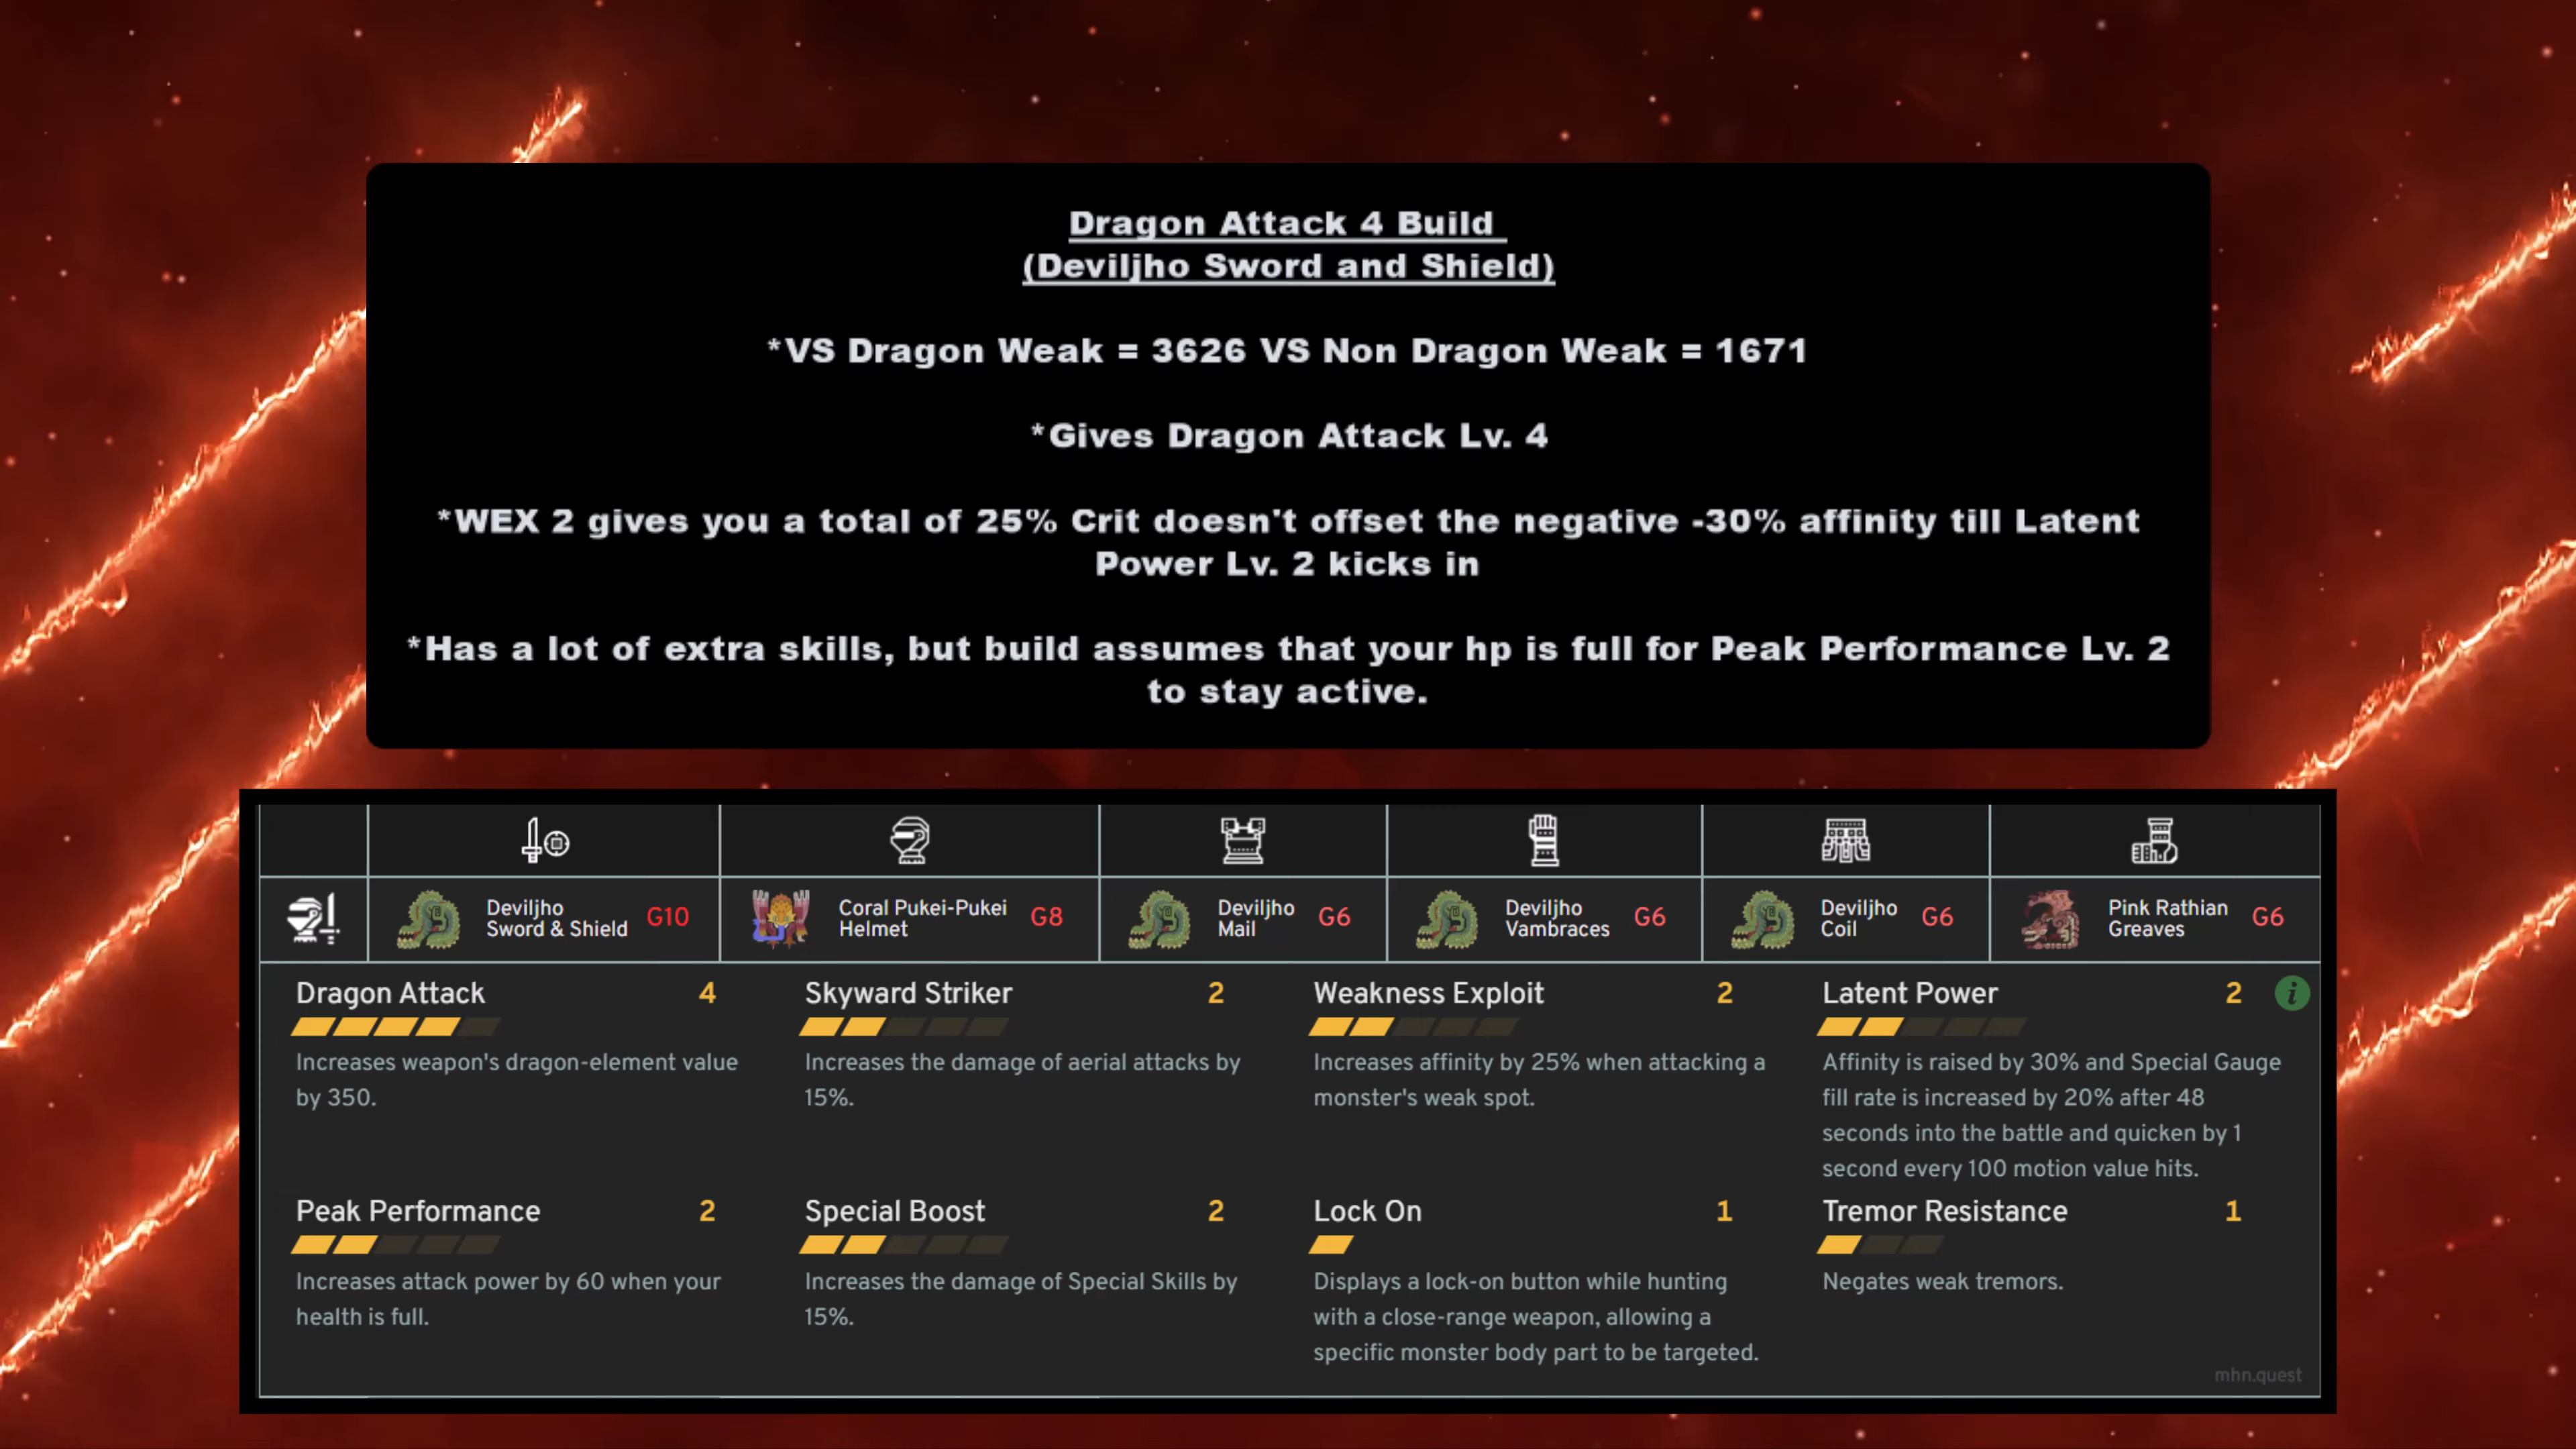 Dragon Attack 4 Build
(Deviljho Sword and Shield)
*VS Dragon Weak = 3626 VS Non Dragon Weak = 1671
*Gives Dragon Attack Lv. 4
*WEX 2 gives you a total of 25% Crit doesn't offset the negative -30% affinity till Latent
Power Lv. 2 kicks in
*Has a lot of extra skills, but build assumes that your hp is full for Peak Performance Lv. 2
to stay active.
Deviljho
Sword & Shield G10
Coral Pukei-Pukei
Helmet G8
Deviljho
Mail G6
Deviljho
Vambraces G6
Deviljho
Coil G6
Pink Rathian
Greaves G6
Dragon Attack 4
Increases weapon's dragon-element value
by 350.
Skyward Striker 2
Increases the damage of aerial attacks by
15%.
Weakness Exploit 2
Increases affinity by 25% when attacking a
monster's weak spot.
Latent Power 2 i
Affinity is raised by 30% and Special Gauge
fill rate is increased by 20% after 48
seconds into the battle and quicken by 1
second every 100 motion value hits.
Peak Performance 2
Increases attack power by 60 when your
health is full.
Special Boost 2
Increases the damage of Special Skills by
15%.
Lock On 1
Displays a lock-on button while hunting
with a close-range weapon, allowing a
specific monster body part to be targeted.
Tremor Resistance 1
Negates weak tremors.
mhn.quest